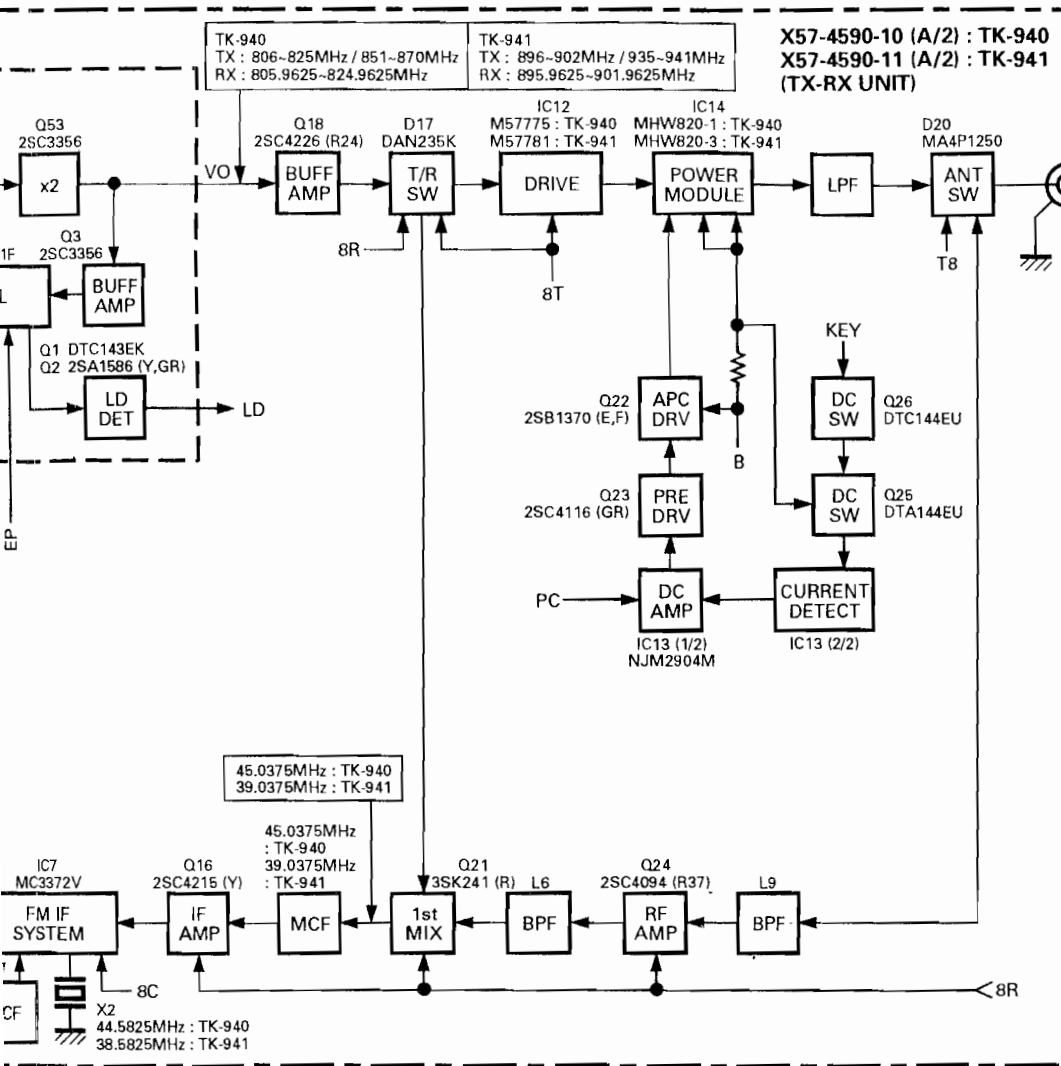 TK-940
TX : 806~825MHz / 851~870MHz
RX : 805.9625~824.9625MHz
TK-941
TX : 896~902MHz / 935~941MHz
RX : 895.9625~901.9625MHz
X57-4590-10 (A/2) : TK-940
X57-4590-11 (A/2) : TK-941
(TX-RX UNIT)
Q53
2SC3356
x2
VO
Q18
2SC4226 (R24)
BUFF
AMP
D17
DAN235K
T/R
SW
IC12
M57775 : TK-940
M57781 : TK-941
DRIVE
IC14
MHW820-1 : TK-940
MHW820-3 : TK-941
POWER
MODULE
LPF
D20
MA4P1250
ANT
SW
8R
8T
T8
Q3
2SC3356
BUFF
AMP
1F
L
Q1 DTC143EK
Q2 2SA1586 (Y,GR)
LD
DET
LD
EP
KEY
Q22
2SB1370 (E,F)
APC
DRV
B
DC
SW
Q26
DTC144EU
Q23
2SC4116 (GR)
PRE
DRV
DC
SW
Q25
DTA144EU
PC
DC
AMP
IC13 (1/2)
NJM2904M
CURRENT
DETECT
IC13 (2/2)
45.0375MHz : TK-940
39.0375MHz : TK-941
45.0375MHz
: TK-940
39.0375MHz
: TK-941
IC7
MC3372V
FM IF
SYSTEM
Q16
2SC4215 (Y)
IF
AMP
MCF
Q21
3SK241 (R)
1st
MIX
L6
BPF
Q24
2SC4094 (R37)
RF
AMP
L9
BPF
8C
8R
CF
X2
44.5825MHz : TK-940
38.5825MHz : TK-941